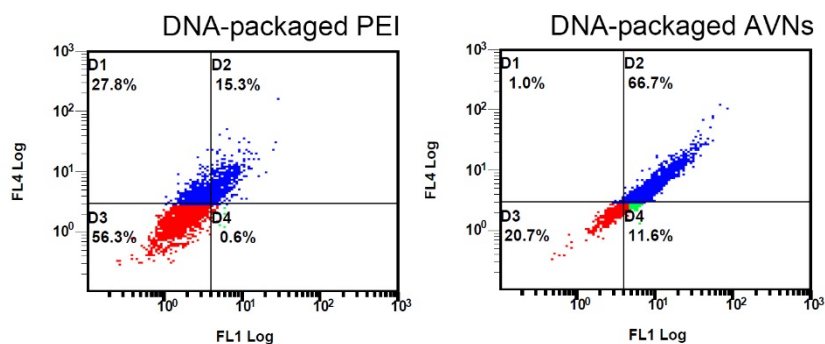 DNA-packaged PEI
10³
D1
27.8%
D2
15.3%
10²
FL4 Log
10¹
D3
56.3%
D4
0.6%
10⁰
10⁰ 10¹ 10² 10³
FL1 Log
DNA-packaged AVNs
10³
D1
1.0%
D2
66.7%
10²
FL4 Log
10¹
D3
20.7%
D4
11.6%
10⁰
10⁰ 10¹ 10² 10³
FL1 Log